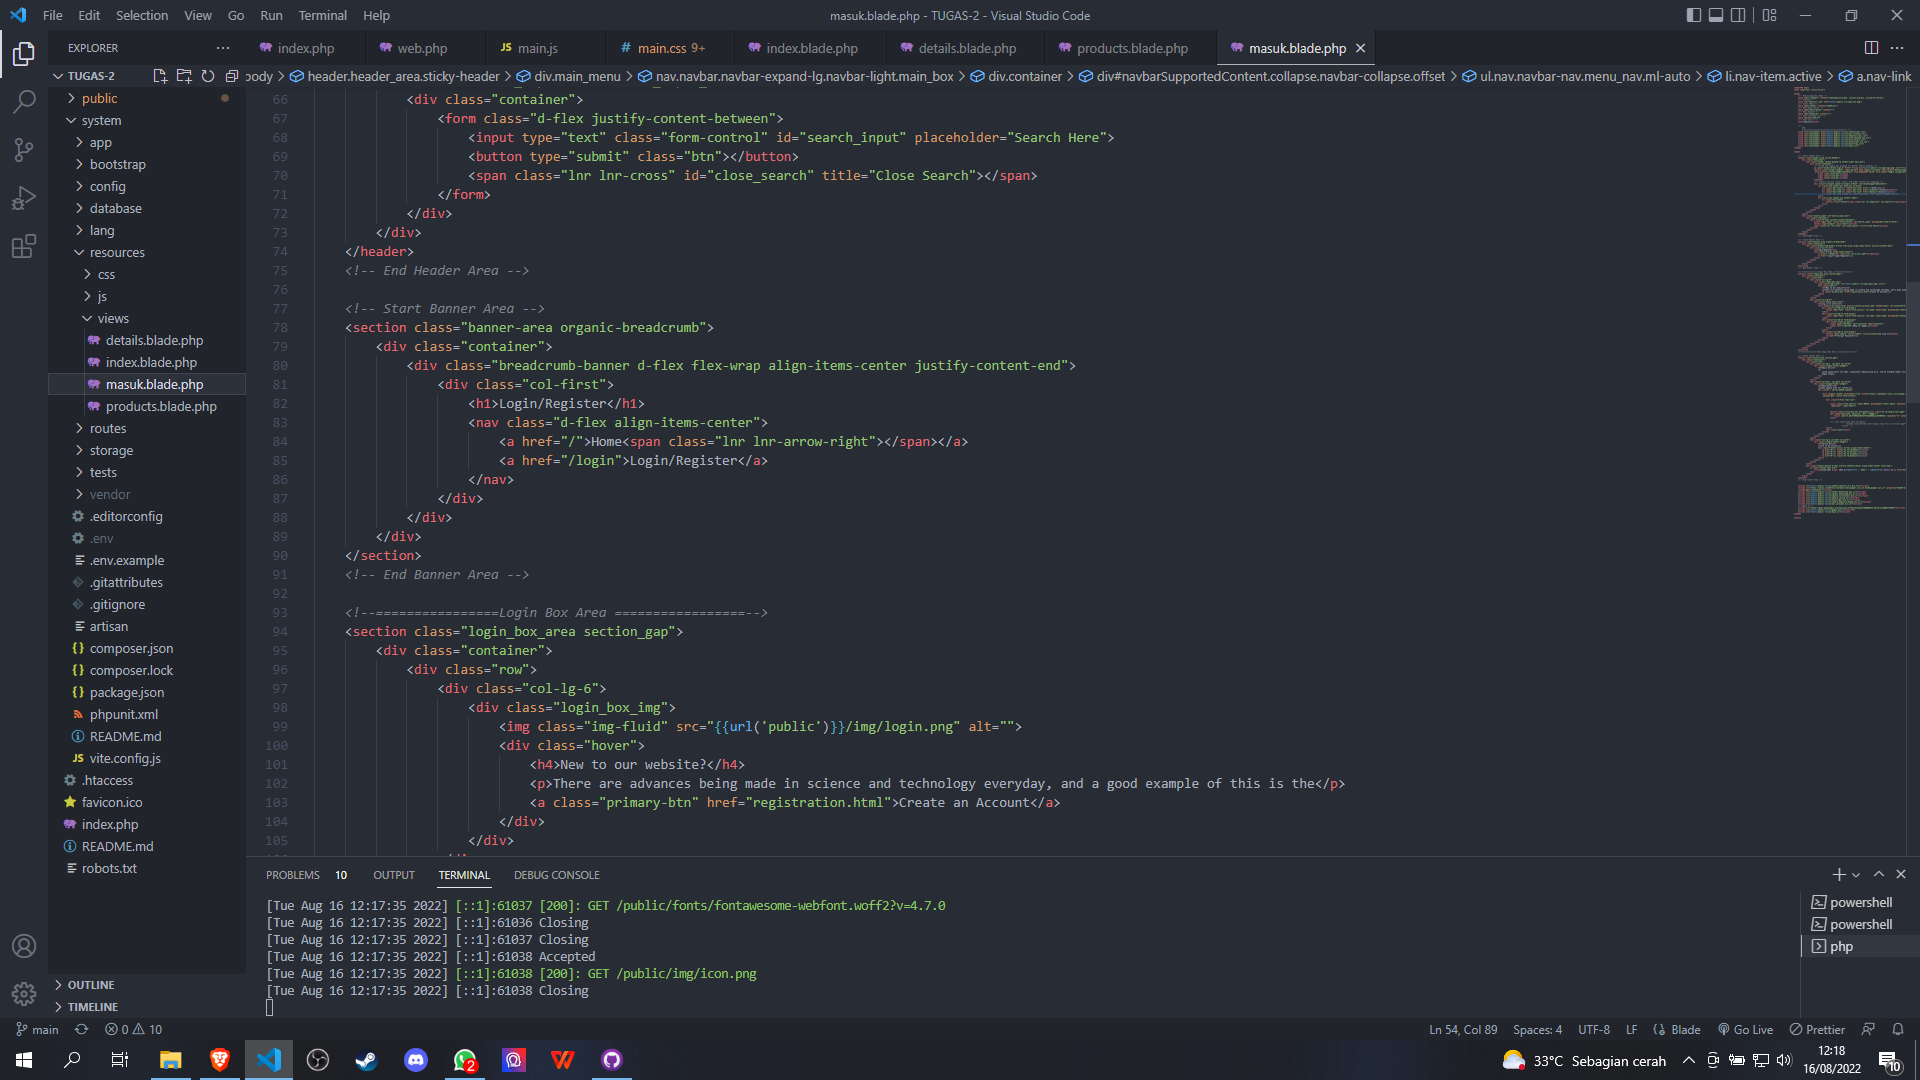 File Edit Selection View Go Run Terminal Help
masuk.blade.php - TUGAS-2 - Visual Studio Code
EXPLORER
index.php
web.php
JS main.js
# main.css 9+
index.blade.php
details.blade.php
products.blade.php
masuk.blade.php
TUGAS-2
body > header.header_area.sticky-header > div.main_menu > nav.navbar.navbar-expand-lg.navbar-light.main_box > div.container > div#navbarSupportedContent.collapse.navbar-collapse.offset > ul.nav.navbar-nav.menu_nav.ml-auto > li.nav-item.active > a.nav-link
public
system
app
bootstrap
config
database
lang
resources
css
js
views
details.blade.php
index.blade.php
masuk.blade.php
products.blade.php
routes
storage
tests
vendor
.editorconfig
.env
.env.example
.gitattributes
.gitignore
artisan
{} composer.json
{} composer.lock
{} package.json
phpunit.xml
README.md
JS vite.config.js
.htaccess
favicon.ico
index.php
README.md
robots.txt
OUTLINE
TIMELINE
66 <div class="container">
67 <form class="d-flex justify-content-between">
68 <input type="text" class="form-control" id="search_input" placeholder="Search Here">
69 <button type="submit" class="btn"></button>
70 <span class="lnr lnr-cross" id="close_search" title="Close Search"></span>
71 </form>
72 </div>
73 </div>
74 </header>
75 <!-- End Header Area -->
76
77 <!-- Start Banner Area -->
78 <section class="banner-area organic-breadcrumb">
79 <div class="container">
80 <div class="breadcrumb-banner d-flex flex-wrap align-items-center justify-content-end">
81 <div class="col-first">
82 <h1>Login/Register</h1>
83 <nav class="d-flex align-items-center">
84 <a href="/">Home<span class="lnr lnr-arrow-right"></span></a>
85 <a href="/login">Login/Register</a>
86 </nav>
87 </div>
88 </div>
89 </div>
90 </section>
91 <!-- End Banner Area -->
92
93 <!--================Login Box Area =================-->
94 <section class="login_box_area section_gap">
95 <div class="container">
96 <div class="row">
97 <div class="col-lg-6">
98 <div class="login_box_img">
99 <img class="img-fluid" src="{{url('public')}}/img/login.png" alt="">
100 <div class="hover">
101 <h4>New to our website?</h4>
102 <p>There are advances being made in science and technology everyday, and a good example of this is the</p>
103 <a class="primary-btn" href="registration.html">Create an Account</a>
104 </div>
105 </div>
PROBLEMS 10 OUTPUT TERMINAL DEBUG CONSOLE
[Tue Aug 16 12:17:35 2022] [::1]:61037 [200]: GET /public/fonts/fontawesome-webfont.woff2?v=4.7.0
[Tue Aug 16 12:17:35 2022] [::1]:61036 Closing
[Tue Aug 16 12:17:35 2022] [::1]:61037 Closing
[Tue Aug 16 12:17:35 2022] [::1]:61038 Accepted
[Tue Aug 16 12:17:35 2022] [::1]:61038 [200]: GET /public/img/icon.png
[Tue Aug 16 12:17:35 2022] [::1]:61038 Closing
powershell
powershell
php
main 0 10
Ln 54, Col 89 Spaces: 4 UTF-8 LF Blade Go Live Prettier
2
33°C Sebagian cerah
12:18
16/08/2022
10